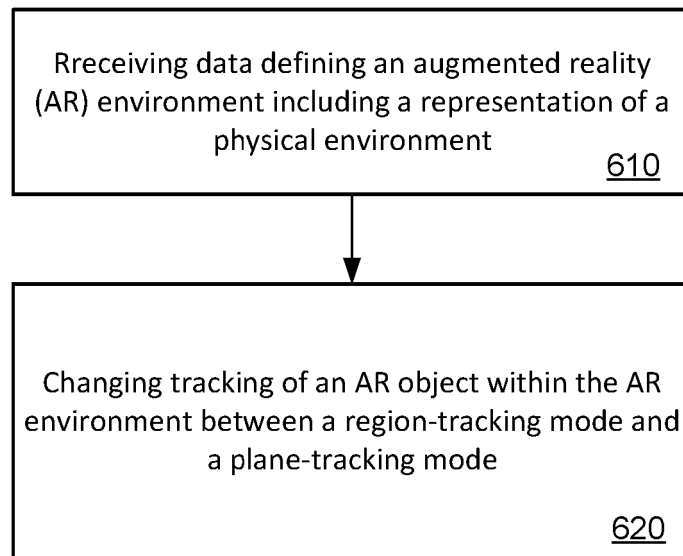 Rreceiving data defining an augmented reality
(AR) environment including a representation of a
physical environment
610
Changing tracking of an AR object within the AR
environment between a region-tracking mode and
a plane-tracking mode
620